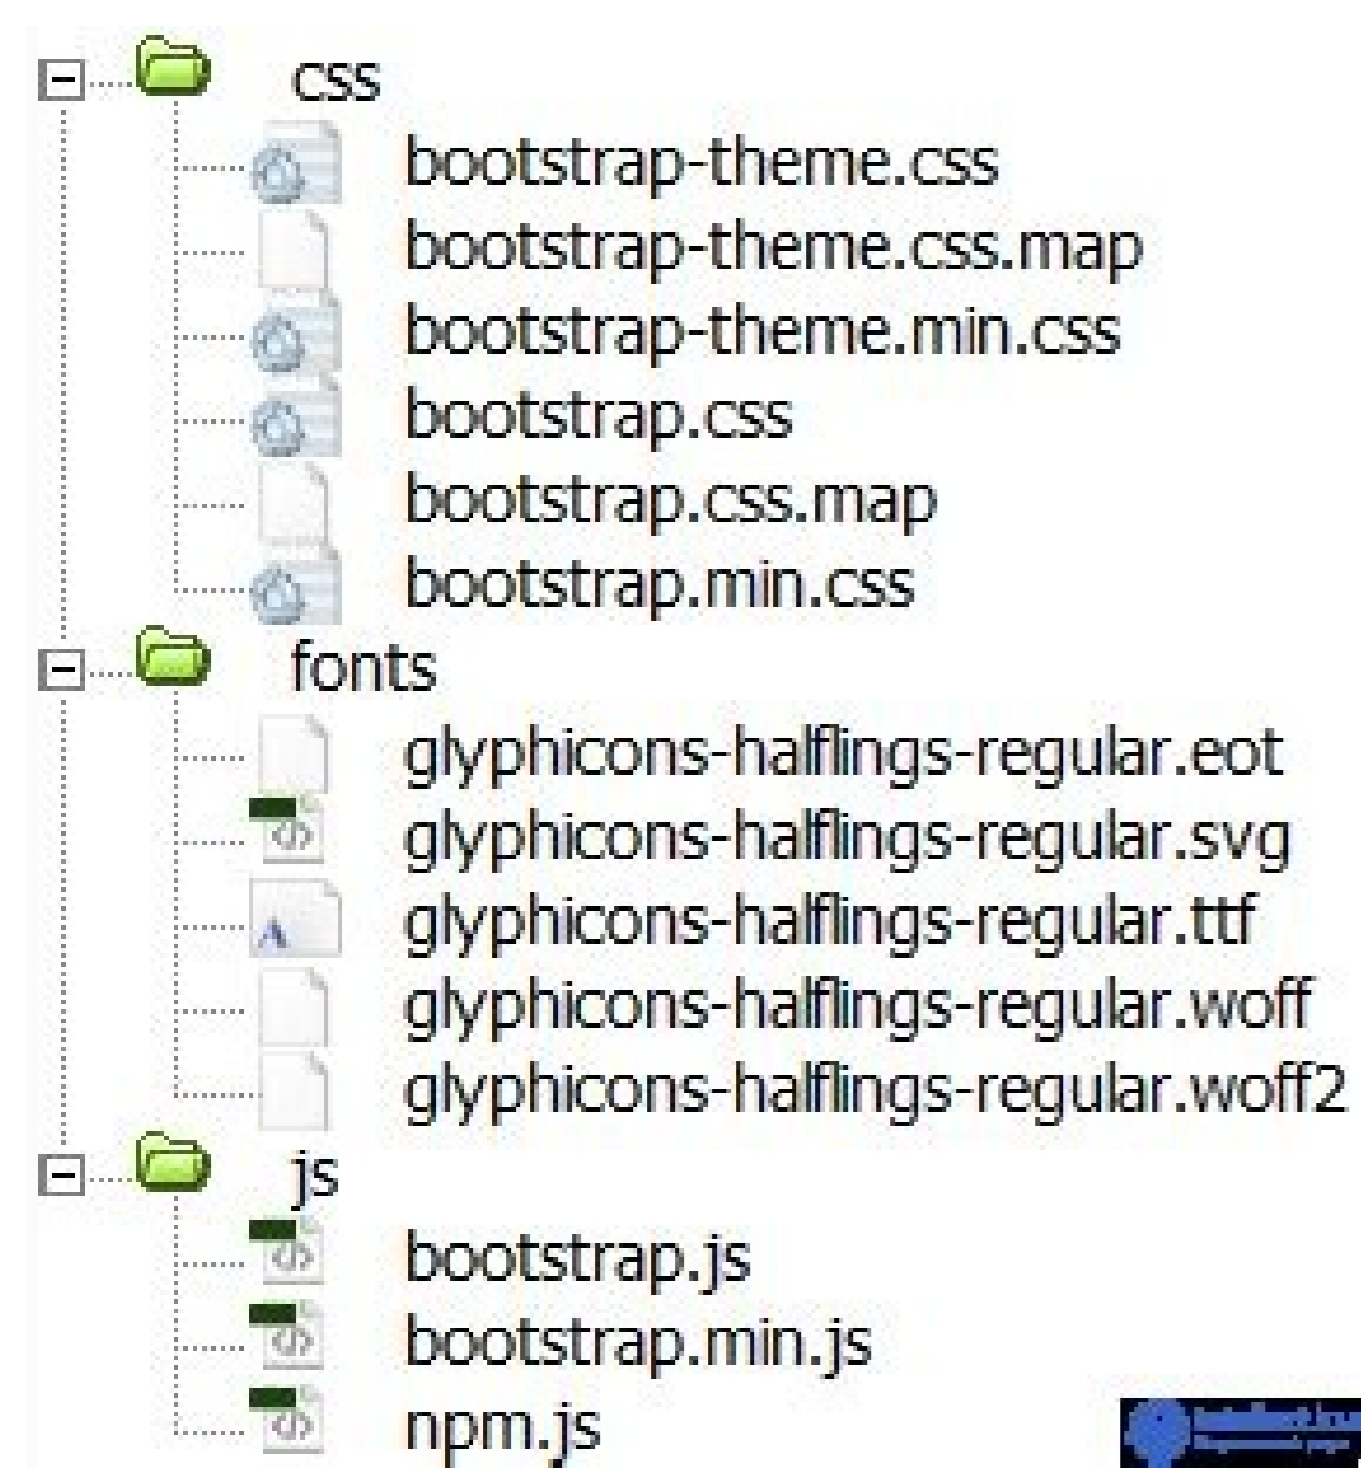 css
bootstrap-theme.css
bootstrap-theme.css.map
bootstrap-theme.min.css
bootstrap.css
bootstrap.css.map
bootstrap.min.css
fonts
glyphicons-halflings-regular.eot
glyphicons-halflings-regular.svg
glyphicons-halflings-regular.ttf
glyphicons-halflings-regular.woff
glyphicons-halflings-regular.woff2
js
bootstrap.js
bootstrap.min.js
npm.js